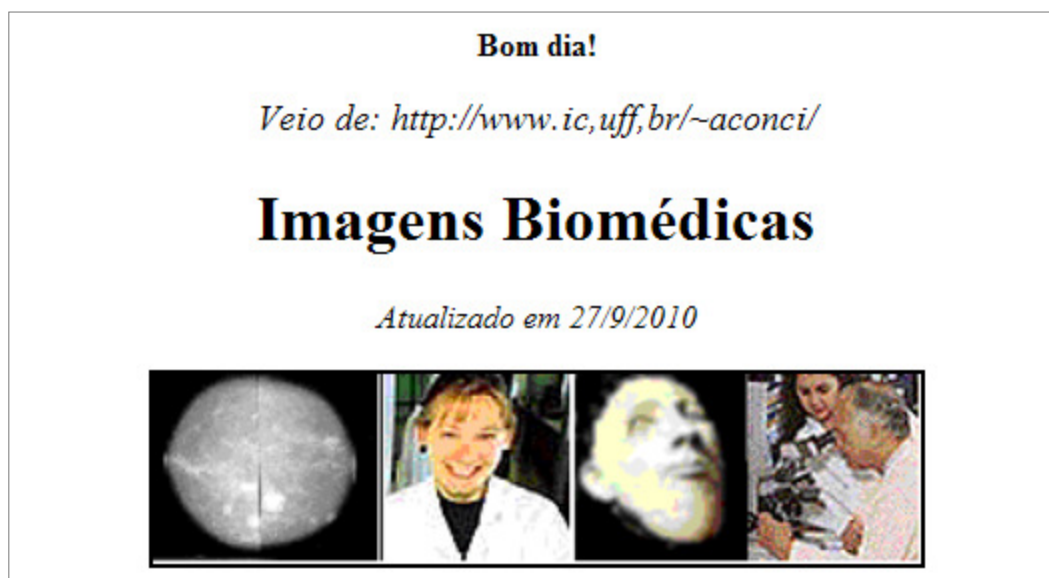 Bom dia!
Veio de: http://www.ic,uff,br/~aconci/
Imagens Biomédicas
Atualizado em 27/9/2010